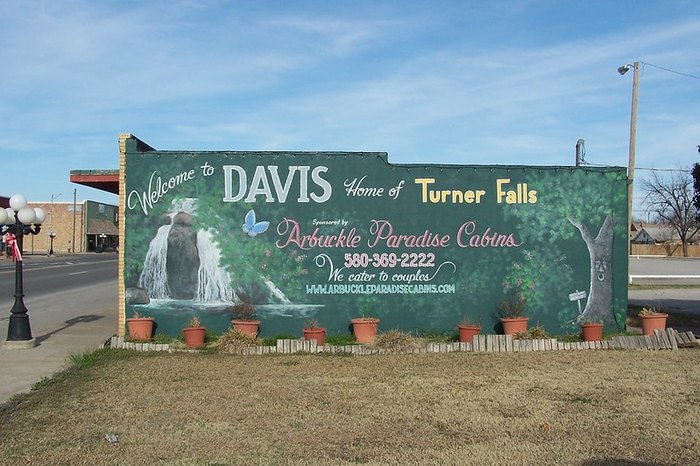 Welcome to DAVIS Home of Turner Falls
Sponsored by
Arbuckle Paradise Cabins
580-369-2222
We cater to couples
WWW.ARBUCKLEPARADISECABINS.COM